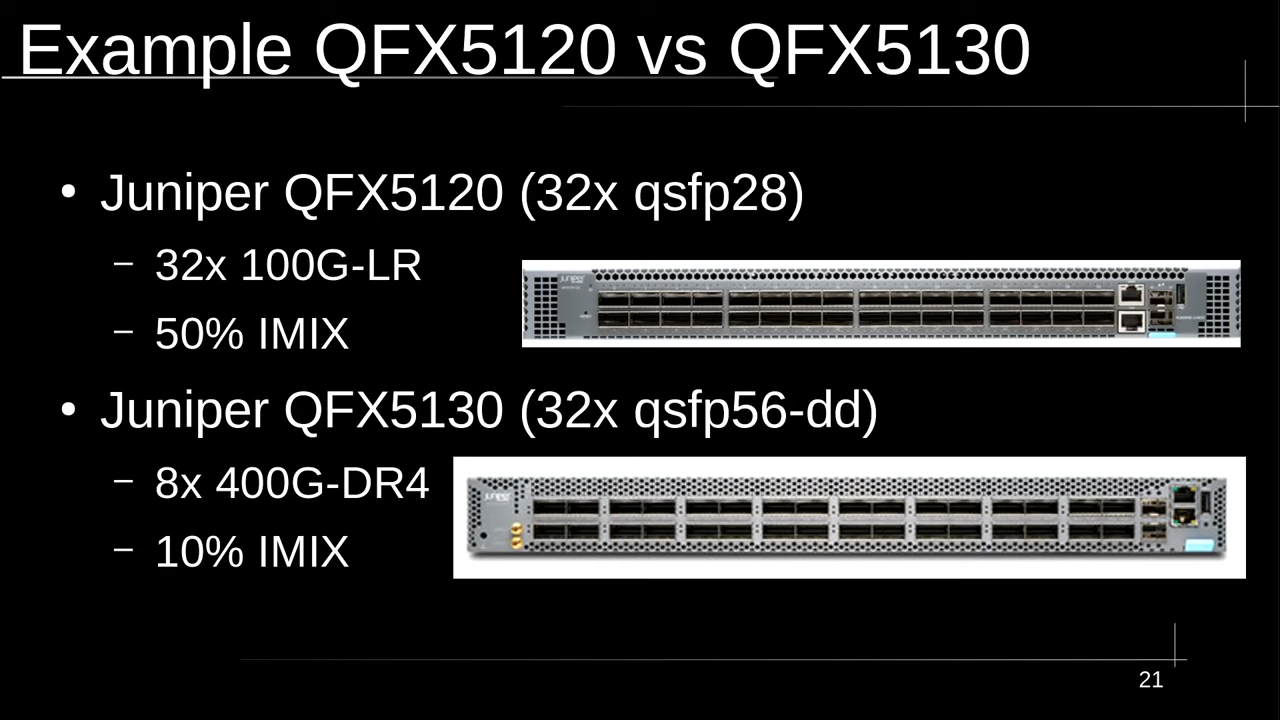 Example QFX5120 vs QFX5130
• Juniper QFX5120 (32x qsfp28)
– 32x 100G-LR
– 50% IMIX
• Juniper QFX5130 (32x qsfp56-dd)
– 8x 400G-DR4
– 10% IMIX
21